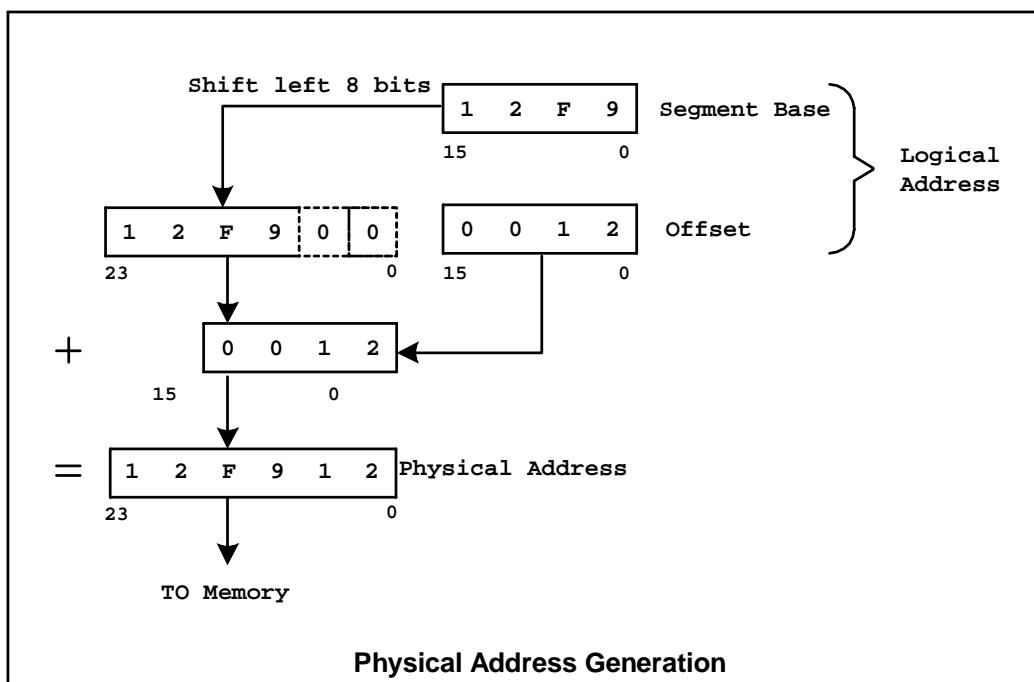 Shift left 8 bits
1 2 F 9 Segment Base
15 0
Logical
Address
1 2 F 9 0 0
0 0 1 2 Offset
23 0
15 0
+ 0 0 1 2
15 0
= 1 2 F 9 1 2 Physical Address
23 0
TO Memory
Physical Address Generation